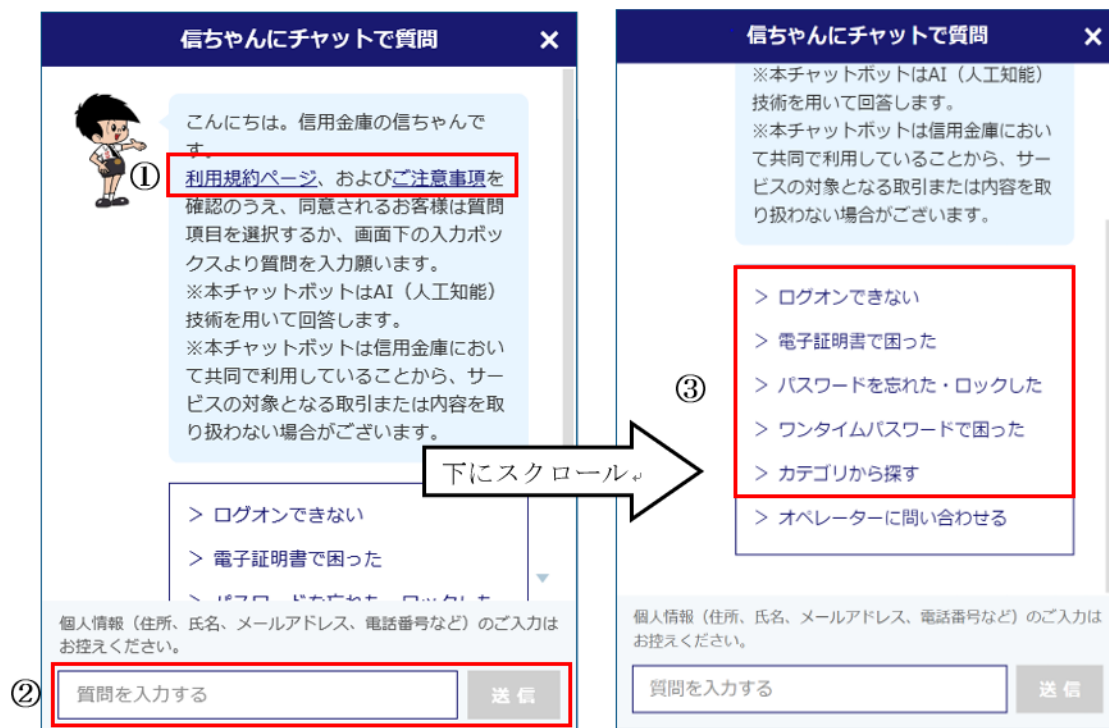 信ちゃんにチャットで質問 ×
こんにちは。信用金庫の信ちゃんで
す。
①
利用規約ページ、およびご注意事項を
確認のうえ、同意されるお客様は質問
項目を選択するか、画面下の入力ボッ
クスより質問を入力願います。
※本チャットボットはAI（人工知能）
技術を用いて回答します。
※本チャットボットは信用金庫におい
て共同で利用していることから、サー
ビスの対象となる取引または内容を取
り扱わない場合がございます。
> ログオンできない
> 電子証明書で困った
> パスワードを忘れた・ロックした
個人情報（住所、氏名、メールアドレス、電話番号など）のご入力は
お控えください。
②
質問を入力する 送信
下にスクロール
信ちゃんにチャットで質問 ×
※本チャットボットはAI（人工知能）
技術を用いて回答します。
※本チャットボットは信用金庫におい
て共同で利用していることから、サー
ビスの対象となる取引または内容を取
り扱わない場合がございます。
③
> ログオンできない
> 電子証明書で困った
> パスワードを忘れた・ロックした
> ワンタイムパスワードで困った
> カテゴリから探す
> オペレーターに問い合わせる
個人情報（住所、氏名、メールアドレス、電話番号など）のご入力は
お控えください。
質問を入力する 送信